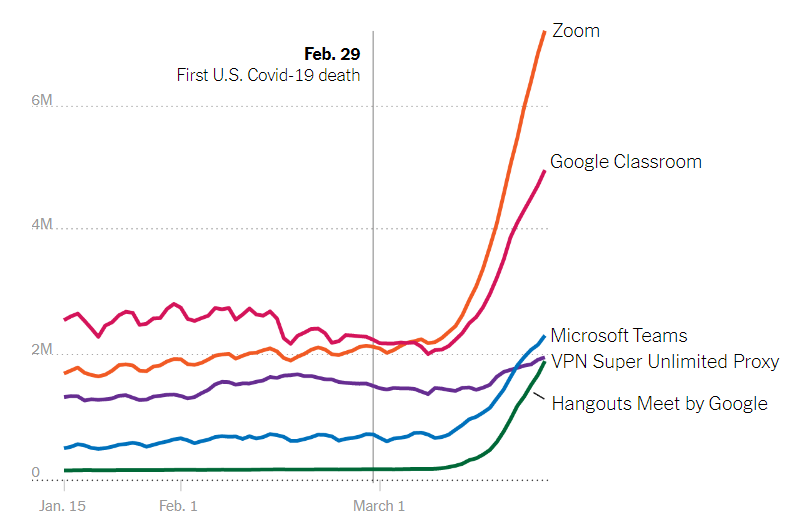 Zoom
Feb. 29
First U.S. Covid-19 death
6M
Google Classroom
4M
Microsoft Teams
2M
VPN Super Unlimited Proxy
Hangouts Meet by Google
0
Jan. 15
Feb. 1
March 1